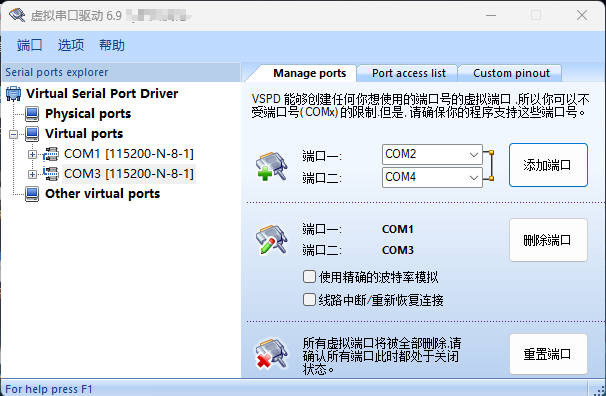 虚拟串口驱动 6.9
端口 选项 帮助
Serial ports explorer
Virtual Serial Port Driver
Physical ports
Virtual ports
COM1 [115200-N-8-1]
COM3 [115200-N-8-1]
Other virtual ports
Manage ports
Port access list
Custom pinout
VSPD 能够创建任何你想使用的端口号的虚拟端口 ,所以你可以不
受端口号(COMx)的限制.但是, 请确保你的程序支持这些端口号。
端口一: COM2
端口二: COM4
添加端口
端口一: COM1
端口二: COM3
删除端口
使用精确的波特率模拟
线路中断/重新恢复连接
所有虚拟端口将被全部删除,请
确认所有端口此时都处于关闭
状态。
重置端口
For help press F1